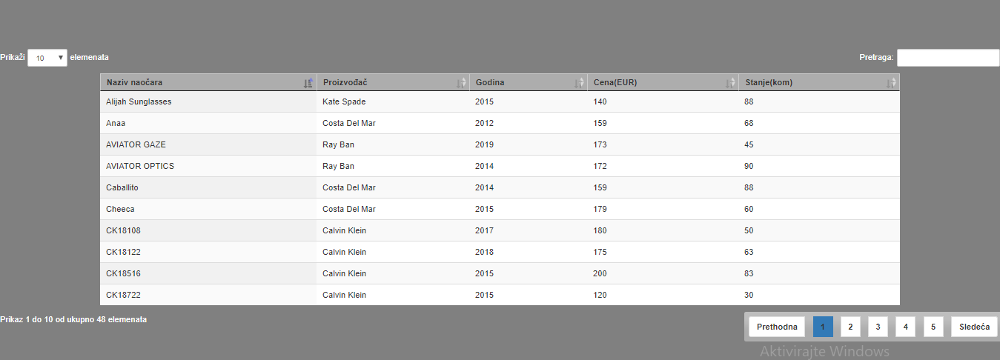 Prikaži 10 elemenata Pretraga:
Naziv naočara Proizvođač Godina Cena(EUR) Stanje(kom)
Alijah Sunglasses Kate Spade 2015 140 88
Anaa Costa Del Mar 2012 159 68
AVIATOR GAZE Ray Ban 2019 173 45
AVIATOR OPTICS Ray Ban 2014 172 90
Caballito Costa Del Mar 2014 159 88
Cheeca Costa Del Mar 2015 179 60
CK18108 Calvin Klein 2017 180 50
CK18122 Calvin Klein 2018 175 63
CK18516 Calvin Klein 2015 200 83
CK18722 Calvin Klein 2015 120 30
Prikaz 1 do 10 od ukupno 48 elemenata Prethodna 1 2 3 4 5 Sledeća
Aktivirajte Windows